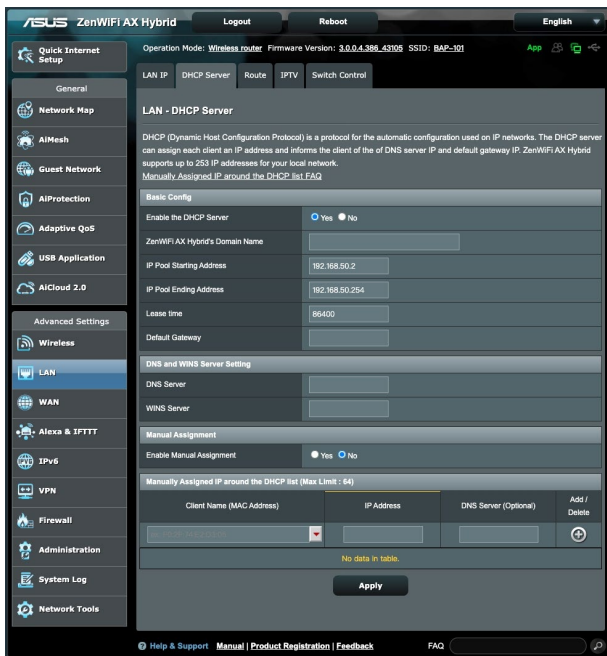 ASUS ZenWiFi AX Hybrid Logout Reboot English
Quick Internet Setup
Operation Mode: Wireless router Firmware Version: 3.0.0.4.386_43105 SSID: BAP-101 App
LAN IP DHCP Server Route IPTV Switch Control
General
Network Map
AiMesh
Guest Network
AiProtection
Adaptive QoS
USB Application
AiCloud 2.0
Advanced Settings
Wireless
LAN
WAN
Alexa & IFTTT
IPv6
VPN
Firewall
Administration
System Log
Network Tools
LAN - DHCP Server
DHCP (Dynamic Host Configuration Protocol) is a protocol for the automatic configuration used on IP networks. The DHCP server
can assign each client an IP address and informs the client of the of DNS server IP and default gateway IP. ZenWiFi AX Hybrid
supports up to 253 IP addresses for your local network.
Manually Assigned IP around the DHCP list FAQ
Basic Config
Enable the DHCP Server Yes No
ZenWiFi AX Hybrid's Domain Name
IP Pool Starting Address 192.168.50.2
IP Pool Ending Address 192.168.50.254
Lease time 86400
Default Gateway
DNS and WINS Server Setting
DNS Server
WINS Server
Manual Assignment
Enable Manual Assignment Yes No
Manually Assigned IP around the DHCP list (Max Limit : 64)
Client Name (MAC Address) IP Address DNS Server (Optional) Add / Delete
No data in table.
Apply
Help & Support Manual | Product Registration | Feedback FAQ